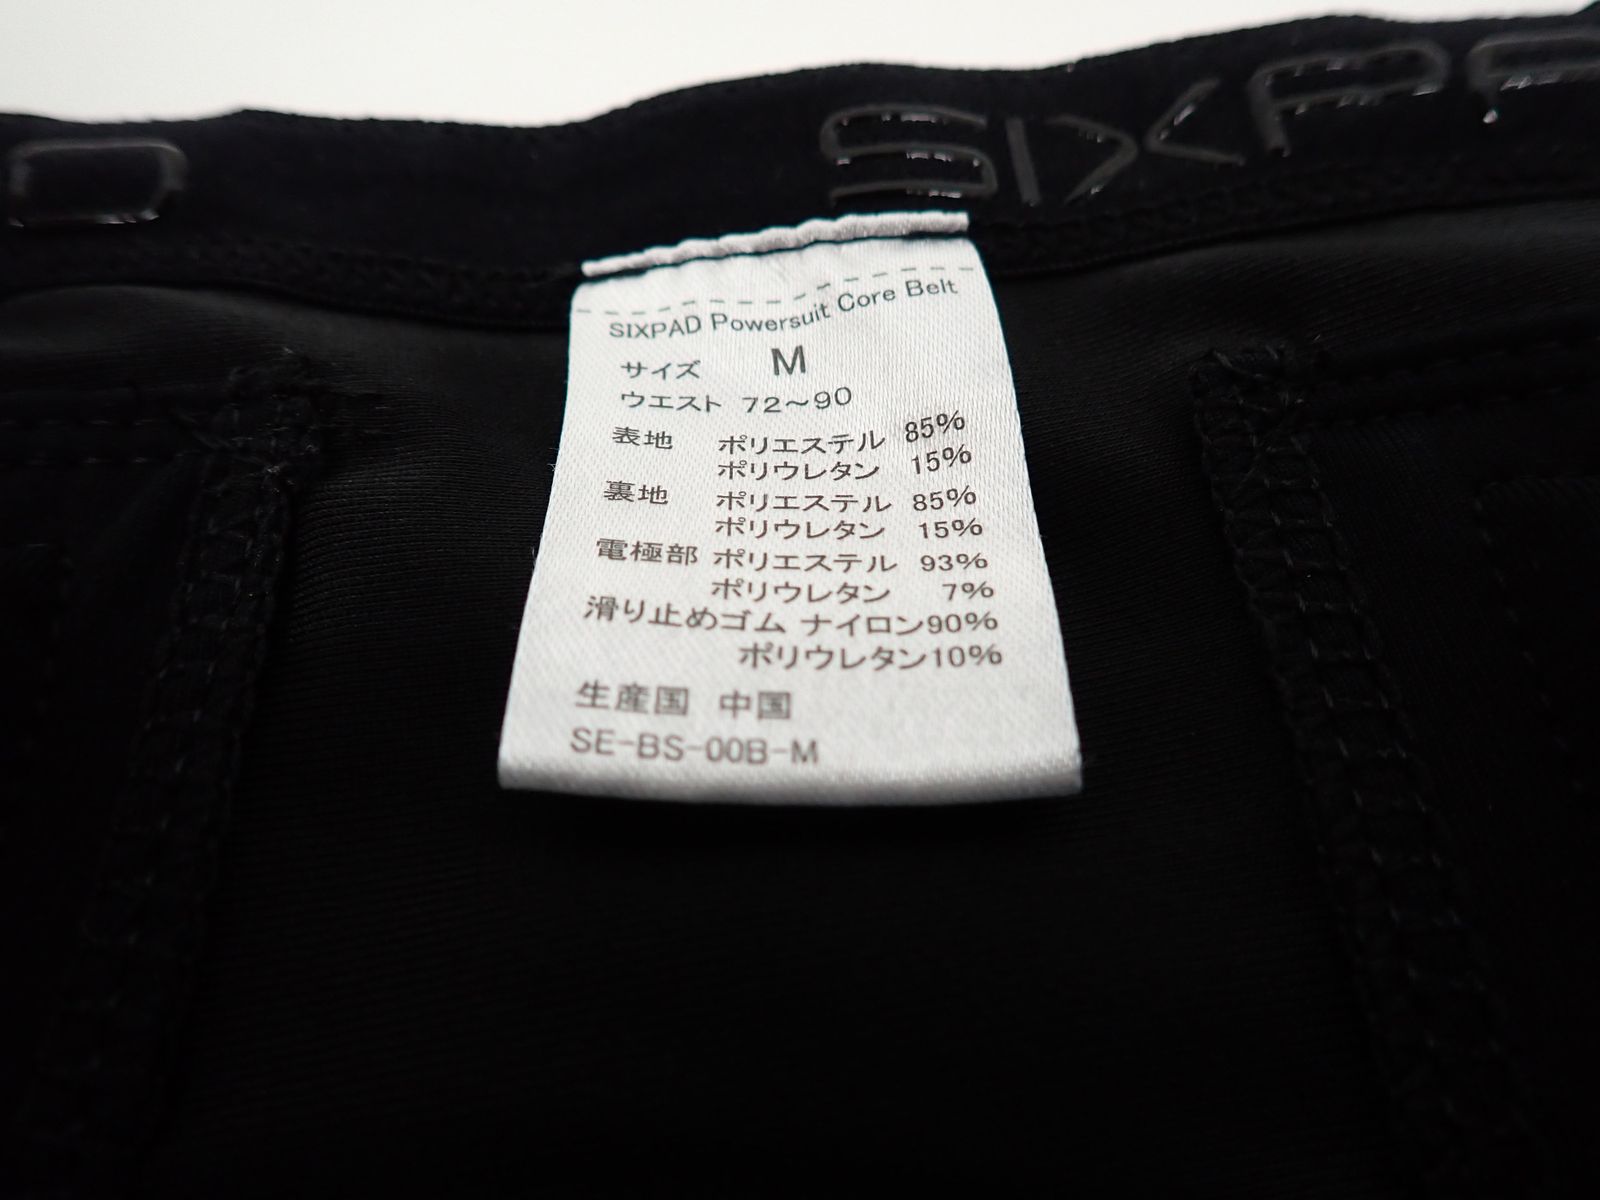 SIXPA
D
SIXPAD Powersuit Core Belt
サイズ M
ウエスト 72～90
表地 ポリエステル 85%
ポリウレタン 15%
裏地 ポリエステル 85%
ポリウレタン 15%
電極部 ポリエステル 93%
ポリウレタン 7%
滑り止めゴム ナイロン90%
ポリウレタン10%
生産国 中国
SE-BS-00B-M